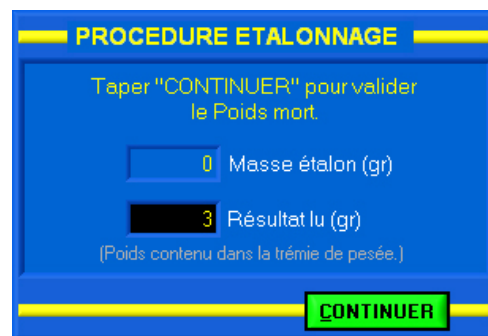 PROCEDURE ETALONNAGE
Taper "CONTINUER" pour valider
le Poids mort.
0 Masse étalon (gr)
3 Résultat lu (gr)
(Poids contenu dans la trémie de pesée.)
CONTINUER